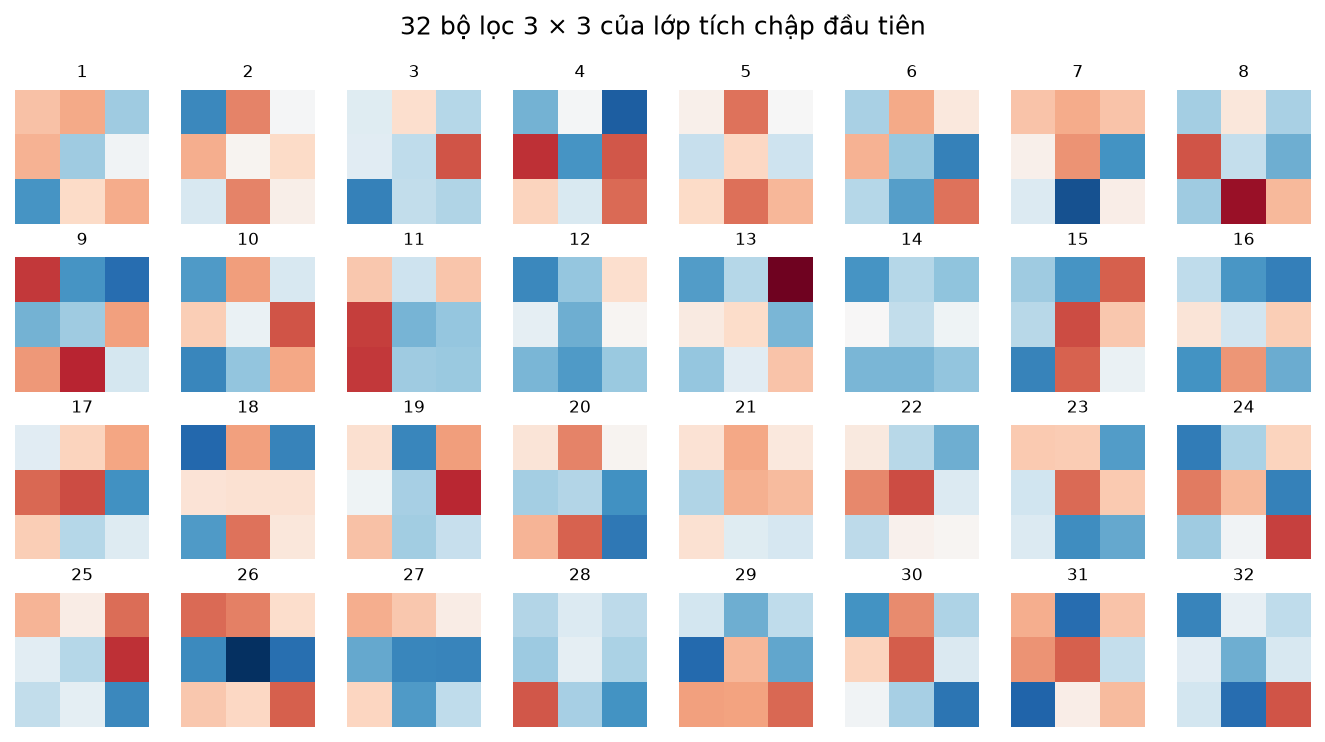 32 bộ lọc 3 × 3 của lớp tích chập đầu tiên
1 2 3 4 5 6 7 8
9 10 11 12 13 14 15 16
17 18 19 20 21 22 23 24
25 26 27 28 29 30 31 32